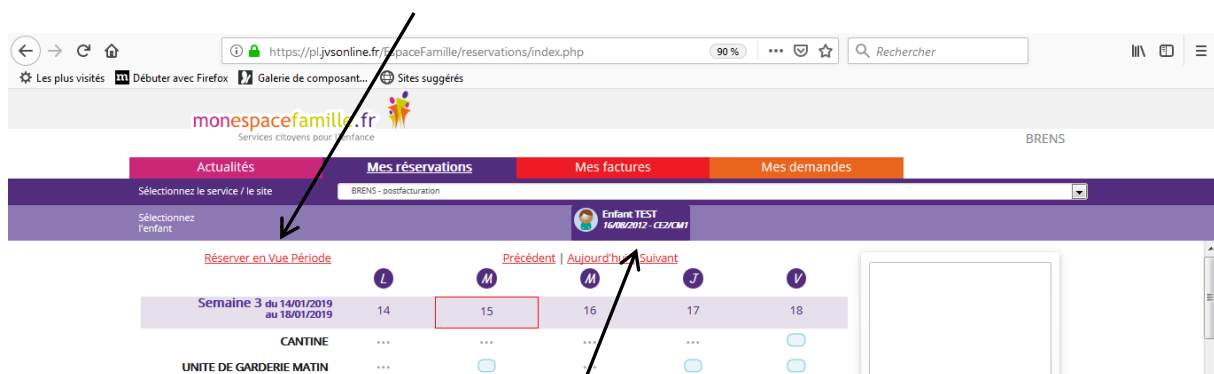 https://pl.jvsonline.fr/EspaceFamille/reservations/index.php
90 %
Rechercher
Les plus visités
Débuter avec Firefox
Galerie de composant...
Sites suggérés
monespacefamille.fr
Services citoyens pour l'enfance
BRENS
Actualités
Mes réservations
Mes factures
Mes demandes
Sélectionnez le service / le site
BRENS - postfacturation
Sélectionnez
l'enfant
Enfant TEST
16/08/2012 - CE2/CM1
Réserver en Vue Période
Précédent | Aujourd'hui | Suivant
L M M J V
Semaine 3 du 14/01/2019
au 18/01/2019
14 15 16 17 18
CANTINE ... ... ... ...
UNITE DE GARDERIE MATIN ... ...